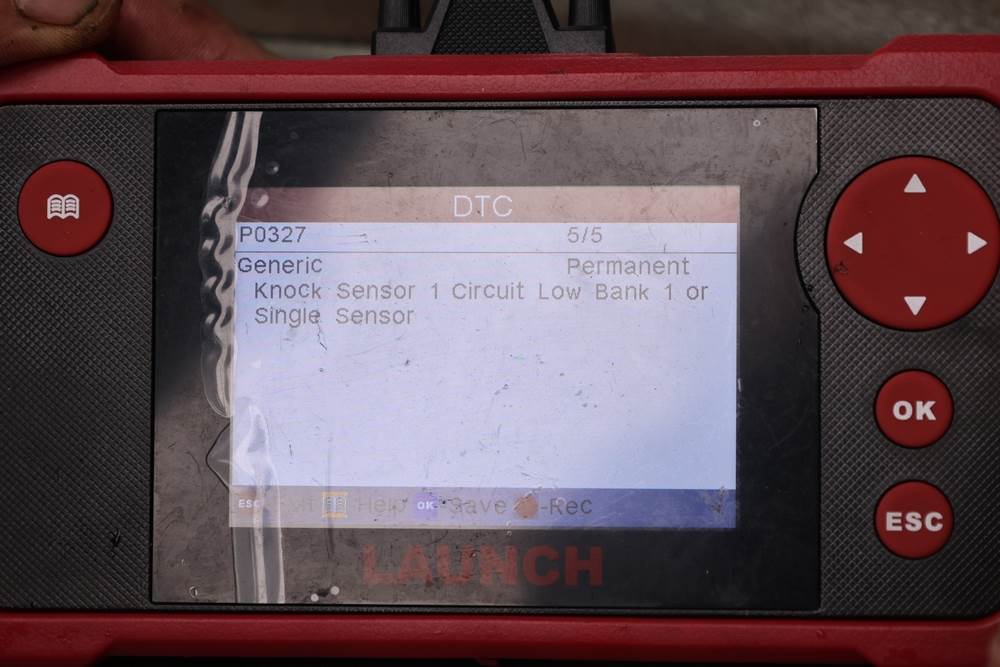 DTC
P0327 5/5
Generic Permanent
Knock Sensor 1 Circuit Low Bank 1 or
Single Sensor
ESC Help OK -Save -Rec
LAUNCH
OK
ESC